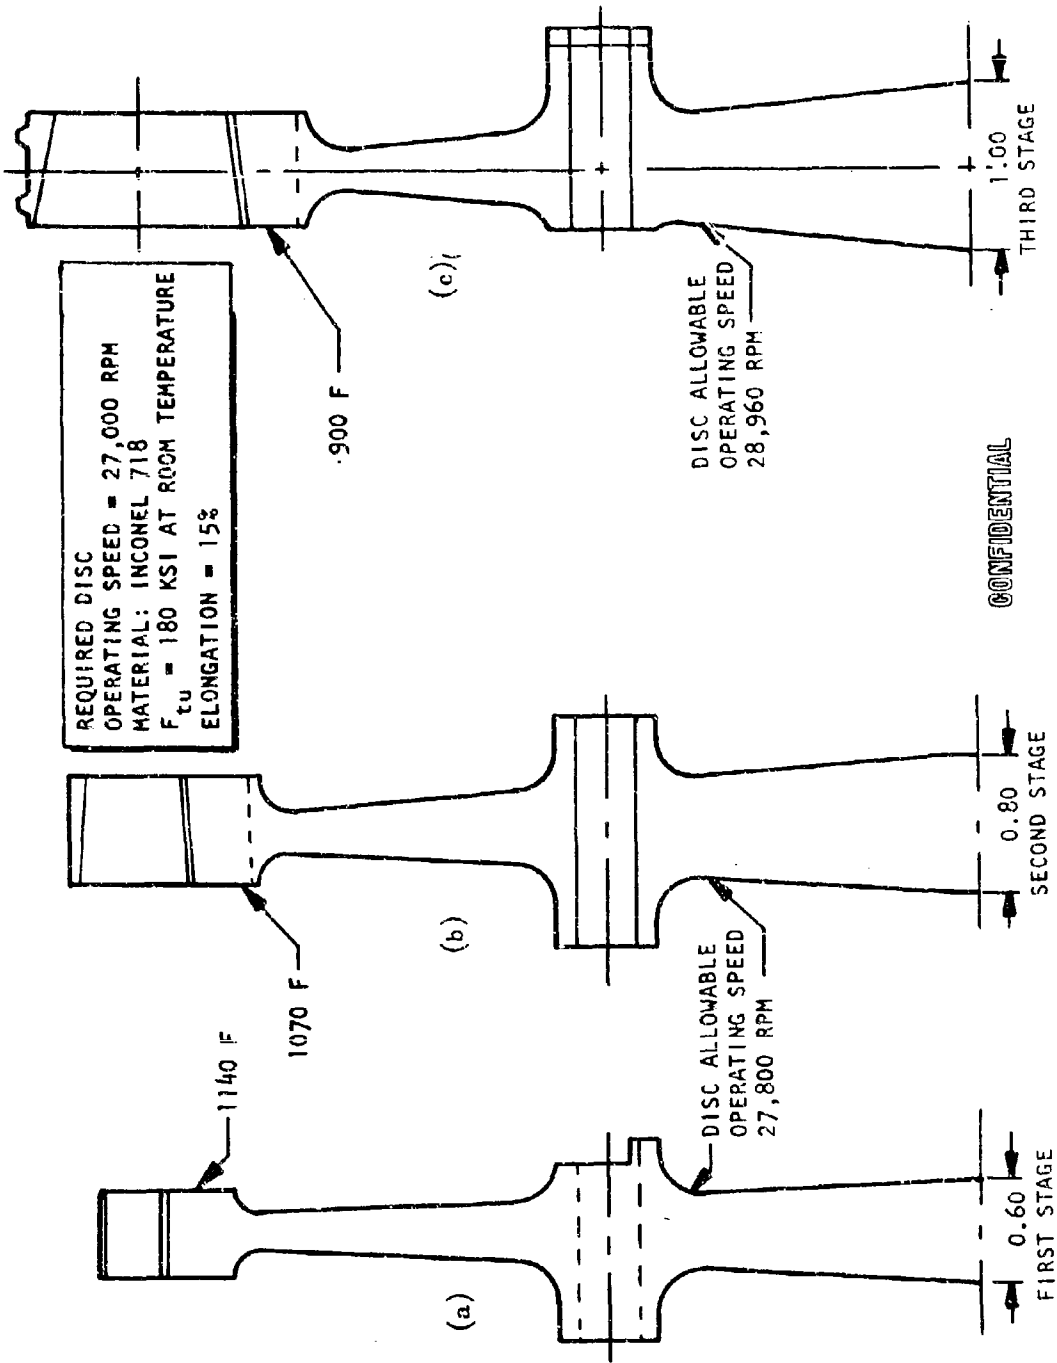 REQUIRED DISC
OPERATING SPEED = 27,000 RPM
MATERIAL: INCONEL 718
Ftu = 180 KSI AT ROOM TEMPERATURE
ELONGATION = 15%
1140 F
1070 F
900 F
(a)
(b)
(c)
DISC ALLOWABLE
OPERATING SPEED
27,800 RPM
DISC ALLOWABLE
OPERATING SPEED
28,960 RPM
0.60
FIRST STAGE
0.80
SECOND STAGE
1.00
THIRD STAGE
CONFIDENTIAL